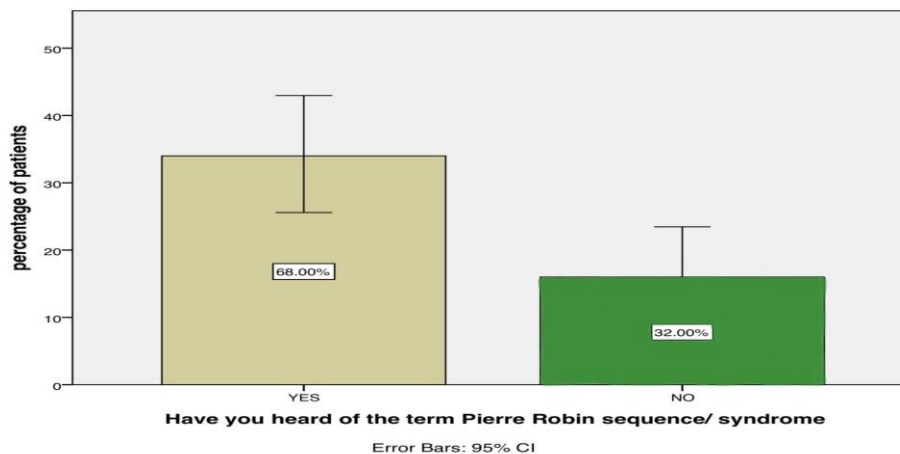 percentage of patients
50
40
30
20
10
0
68.00%
32.00%
YES
NO
Have you heard of the term Pierre Robin sequence/ syndrome
Error Bars: 95% CI